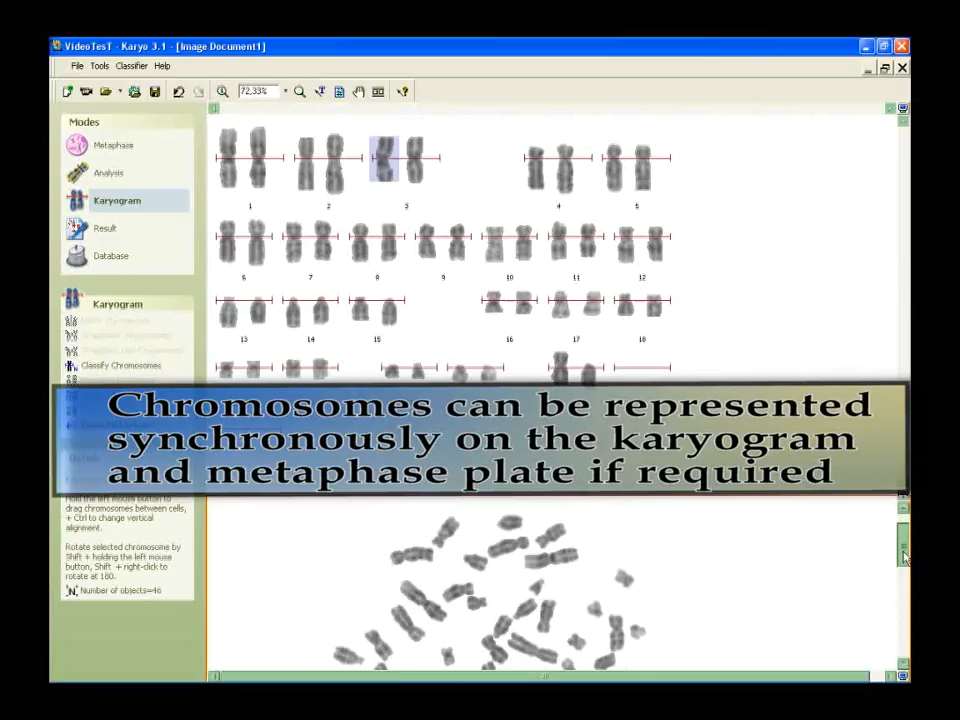 VideoTesT - Karyo 3.1 - [Image Document1]
File Tools Classifier Help
72,33%
Modes
Metaphase
Analysis
Karyogram
Result
Database
Karyogram
Classify Chromosomes
1 2 3 4 5
6 7 8 9 10 11 12
13 14 15 16 17 18
Chromosomes can be represented
synchronously on the karyogram
and metaphase plate if required
Hold the left mouse button to
drag chromosomes between cells,
+ Ctrl to change vertical
alignment.
Rotate selected chromosome by
Shift + holding the left mouse
button, Shift + right-click to
rotate at 180.
Number of objects=46